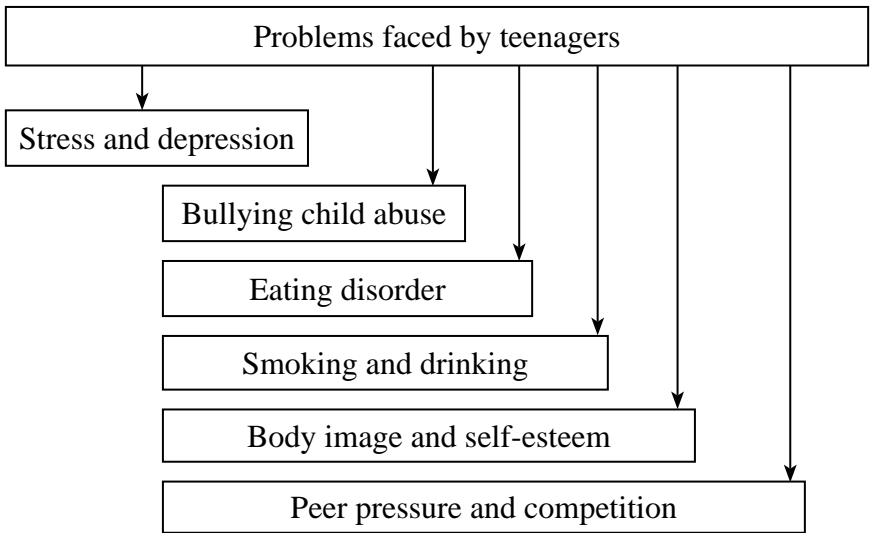 Problems faced by teenagers
Stress and depression
Bullying child abuse
Eating disorder
Smoking and drinking
Body image and self-esteem
Peer pressure and competition